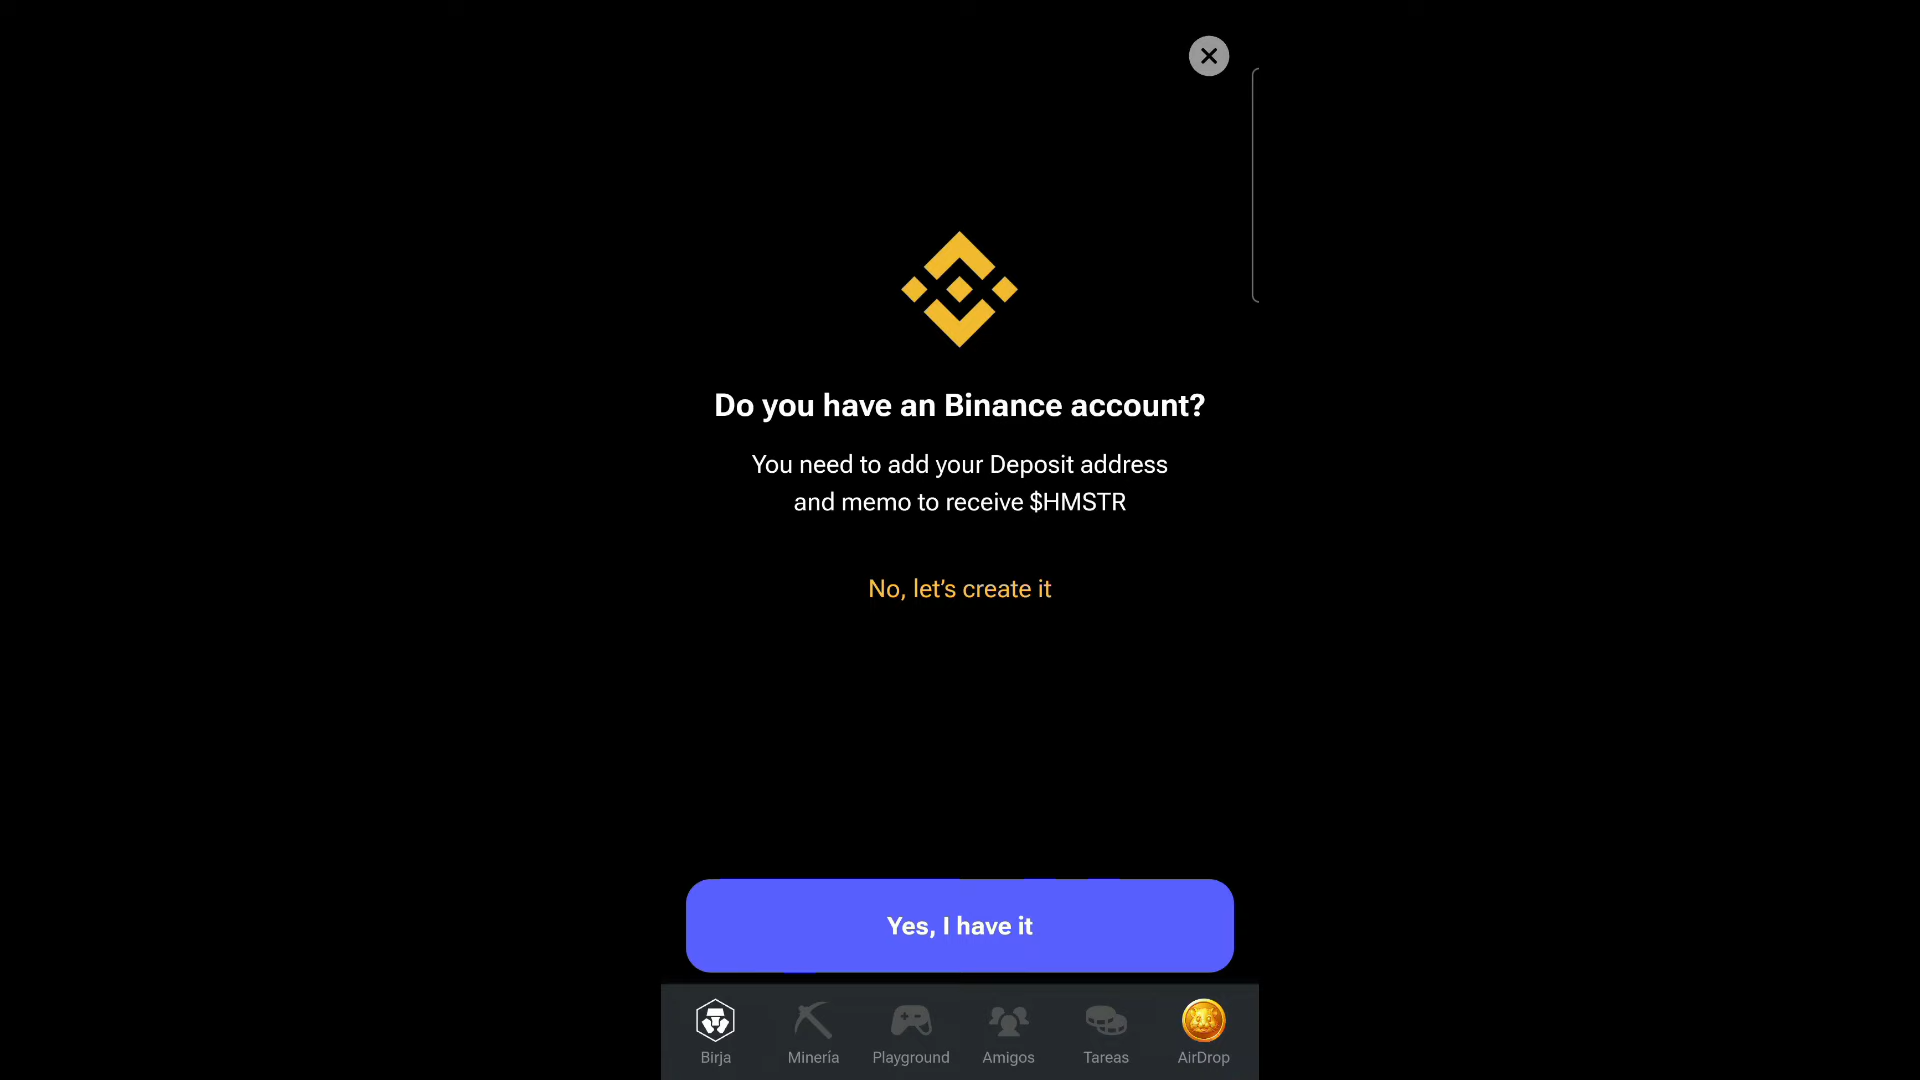 Do you have an Binance account?
You need to add your Deposit address
and memo to receive $HMSTR
No, let’s create it
Yes, I have it
Birja
Minería
Playground
Amigos
Tareas
AirDrop